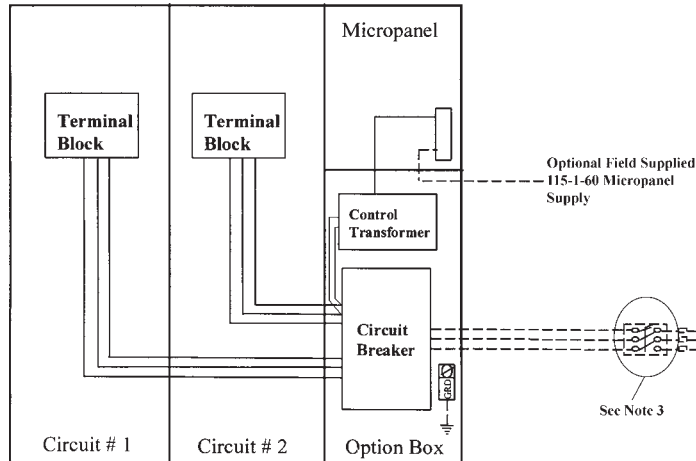 Micropanel
Terminal
Block
Terminal
Block
Optional Field Supplied
115-1-60 Micropanel
Supply
Control
Transformer
Circuit
Breaker
GRD
See Note 3
Circuit # 1
Circuit # 2
Option Box